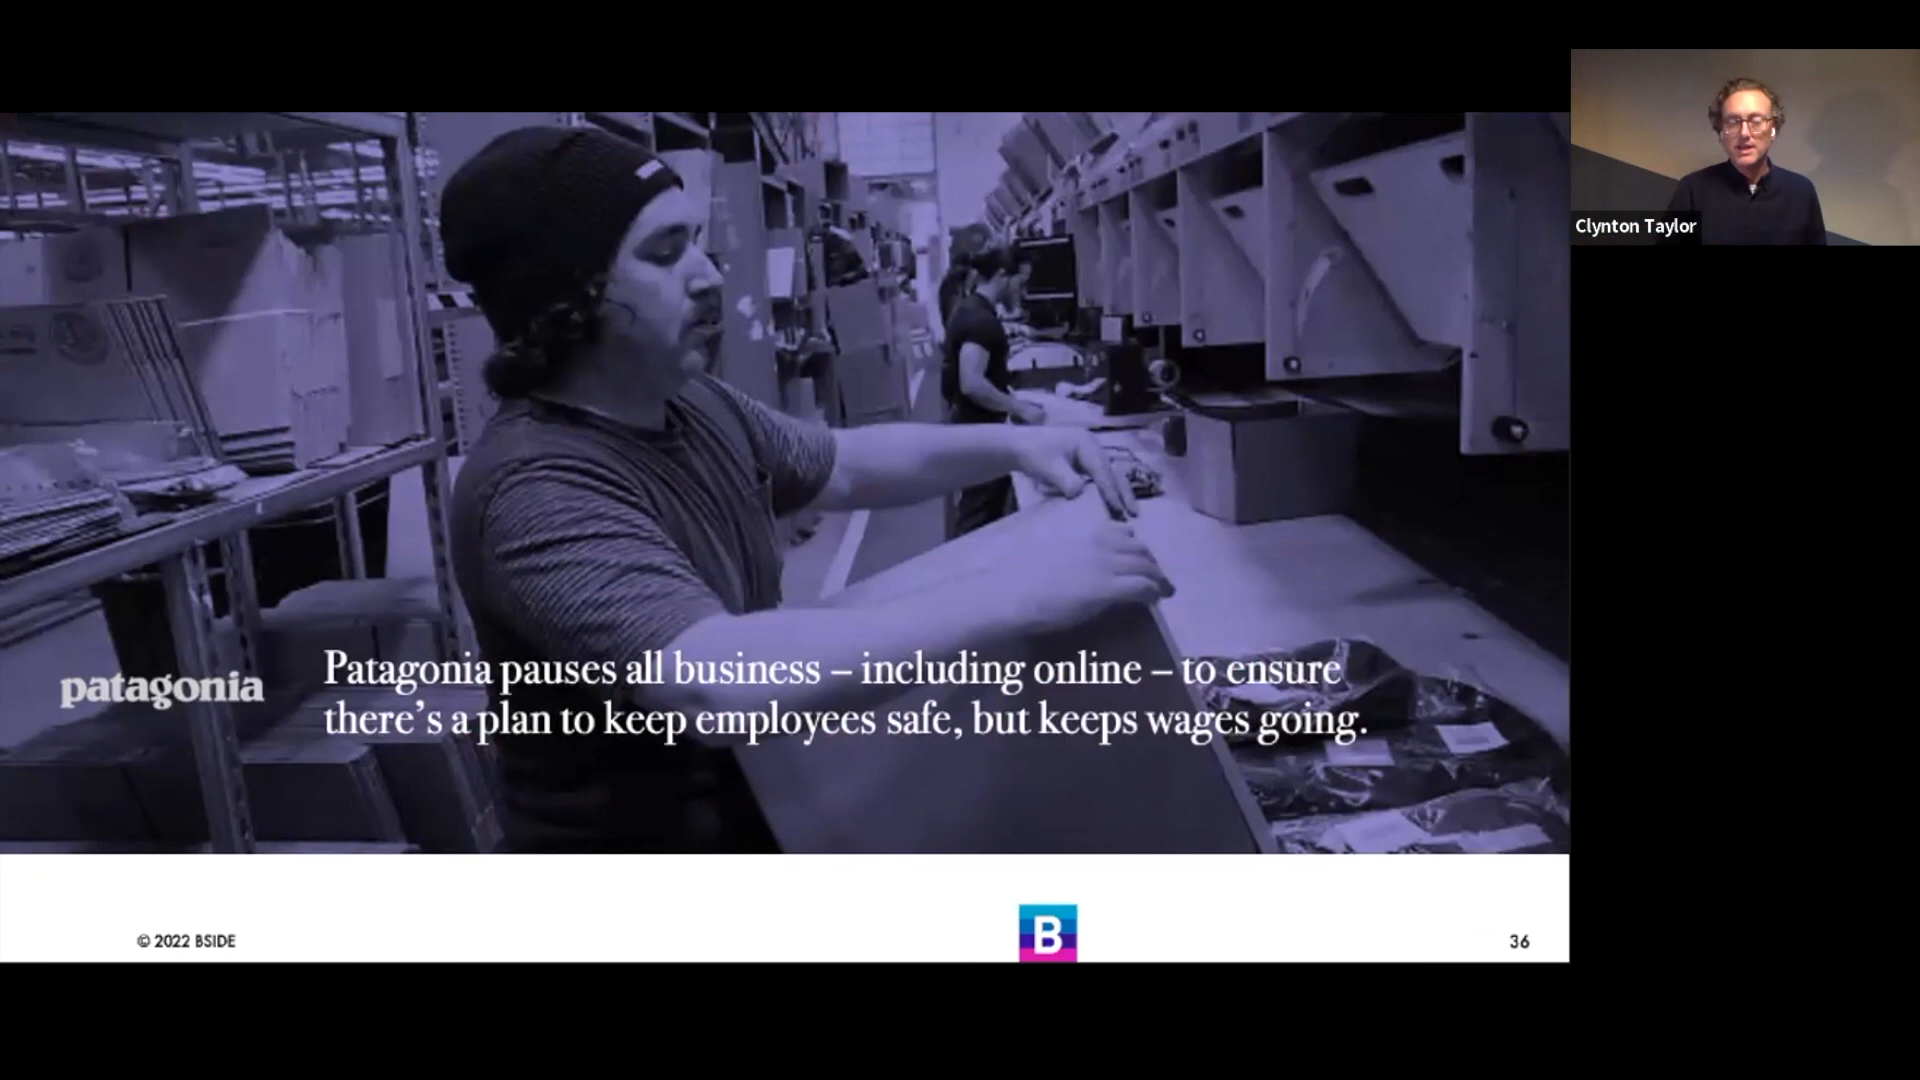 Clynton Taylor
patagonia
Patagonia pauses all business – including online – to ensure
there's a plan to keep employees safe, but keeps wages going.
© 2022 BSIDE
B
36